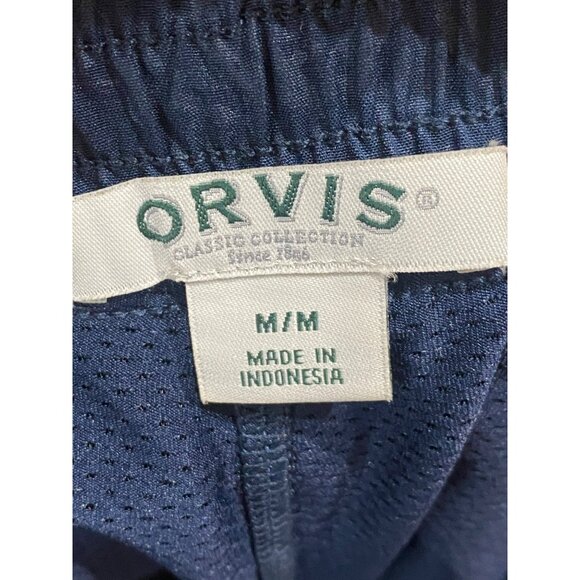 ORVIS®
CLASSIC COLLECTION
SINCE 1856
M/M
MADE IN
INDONESIA